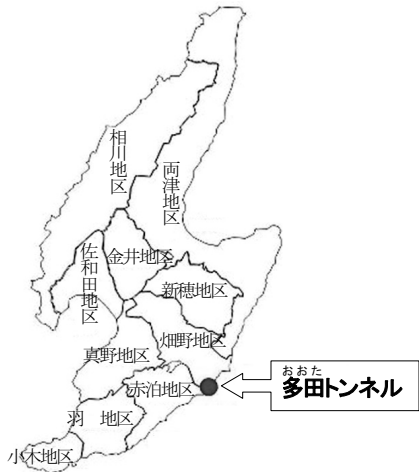 相川地区
両津地区
佐和田地区
金井地区
新穂地区
畑野地区
真野地区
赤泊地区
羽 地区
小木地区
おおた
多田トンネル